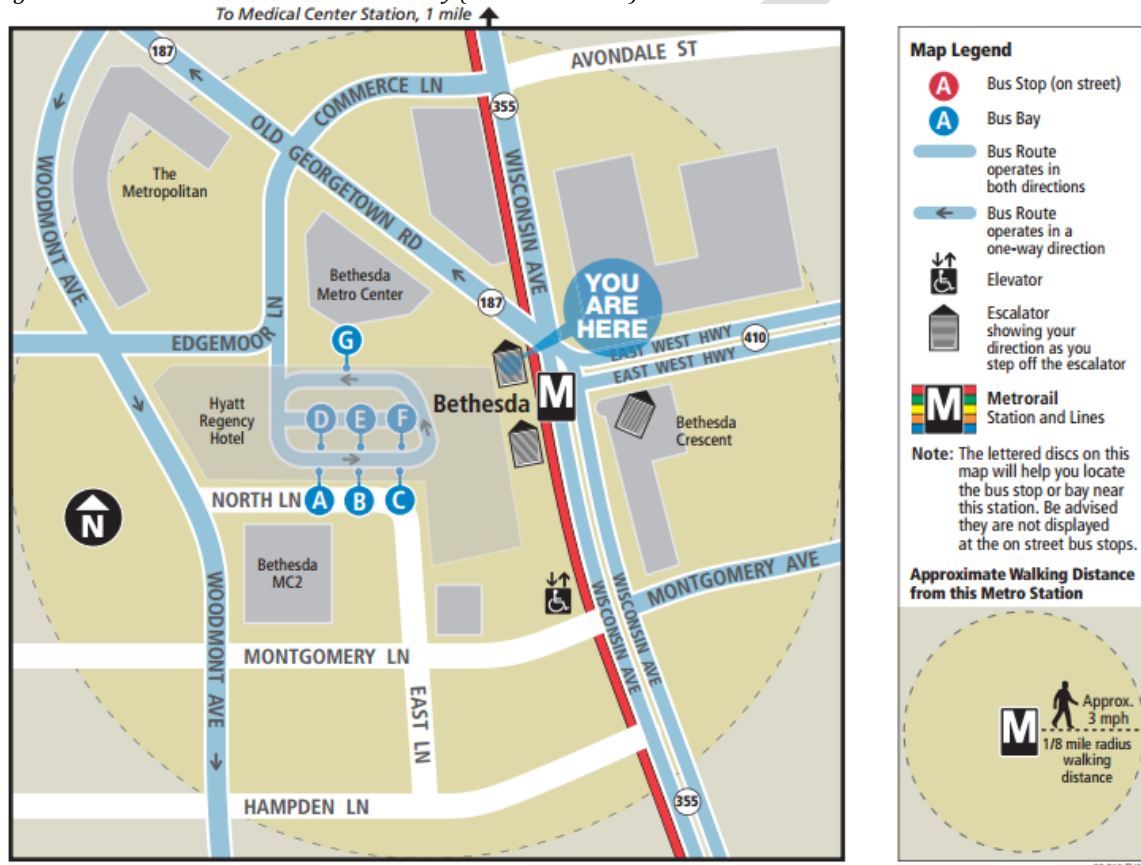 To Medical Center Station, 1 mile
187
AVONDALE ST
COMMERCE LN
355
OLD GEORGETOWN RD
WISCONSIN AVE
WOODMONT AVE
The
Metropolitan
Bethesda
Metro Center
YOU
ARE
HERE
187
EAST WEST HWY
410
EAST WEST HWY
EDGEMOOR LN
G
Hyatt
Regency
Hotel
D E F
Bethesda
M
Bethesda
Crescent
NORTH LN
A B C
N
Bethesda
MC2
WOODMONT AVE
MONTGOMERY AVE
WISCONSIN AVE
WISCONSIN AVE
MONTGOMERY LN
EAST LN
HAMPDEN LN
355
Map Legend
A Bus Stop (on street)
A Bus Bay
Bus Route
operates in
both directions
Bus Route
operates in a
one-way direction
Elevator
Escalator
showing your
direction as you
step off the escalator
M Metrorail
Station and Lines
Note: The lettered discs on this
map will help you locate
the bus stop or bay near
this station. Be advised
they are not displayed
at the on street bus stops.
Approximate Walking Distance
from this Metro Station
M
Approx.
3 mph
1/8 mile radius
walking
distance